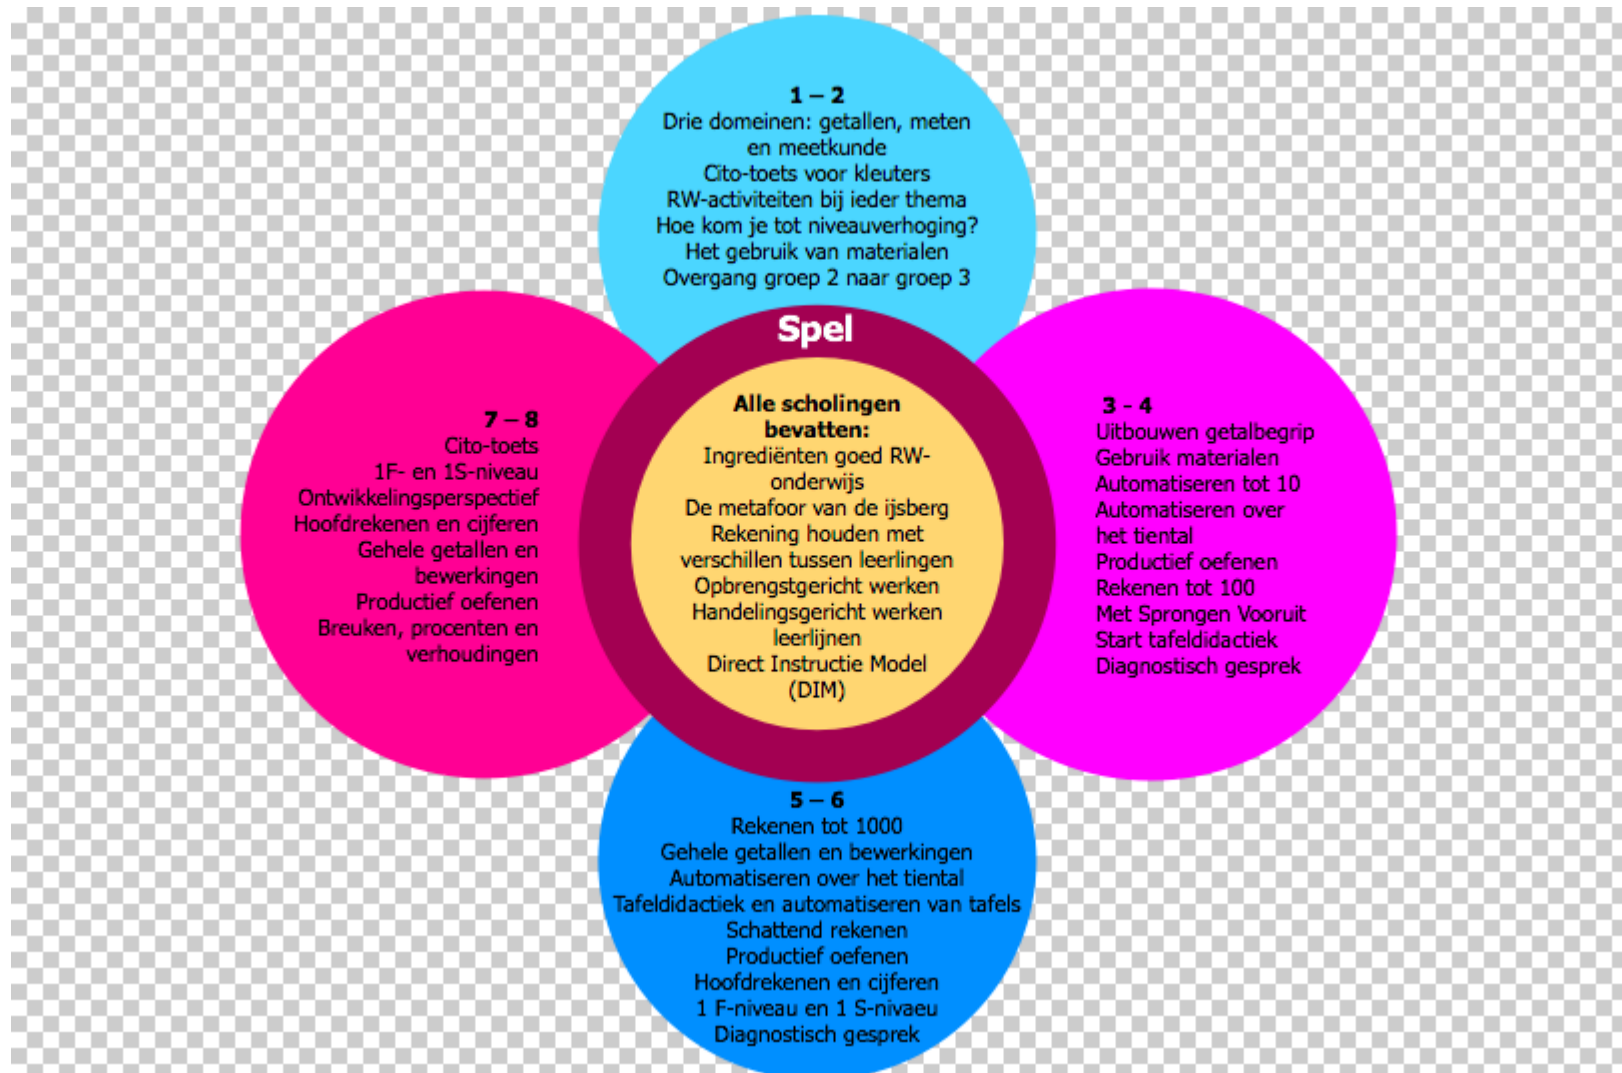 1 – 2
Drie domeinen: getallen, meten
en meetkunde
Cito-toets voor kleuters
RW-activiteiten bij ieder thema
Hoe kom je tot niveauverhoging?
Het gebruik van materialen
Overgang groep 2 naar groep 3
Spel
Alle scholingen
bevatten:
Ingrediënten goed RW-
onderwijs
De metafoor van de ijsberg
Rekening houden met
verschillen tussen leerlingen
Opbrengstgericht werken
Handelingsgericht werken
leerlijnen
Direct Instructie Model
(DIM)
7 – 8
Cito-toets
1F- en 1S-niveau
Ontwikkelingsperspectief
Hoofdrekenen en cijferen
Gehele getallen en
bewerkingen
Productief oefenen
Breuken, procenten en
verhoudingen
3 - 4
Uitbouwen getalbegrip
Gebruik materialen
Automatiseren tot 10
Automatiseren over
het tiental
Productief oefenen
Rekenen tot 100
Met Sprongen Vooruit
Start tafeldidactiek
Diagnostisch gesprek
5 – 6
Rekenen tot 1000
Gehele getallen en bewerkingen
Automatiseren over het tiental
Tafeldidactiek en automatiseren van tafels
Schattend rekenen
Productief oefenen
Hoofdrekenen en cijferen
1 F-niveau en 1 S-nivaeu
Diagnostisch gesprek